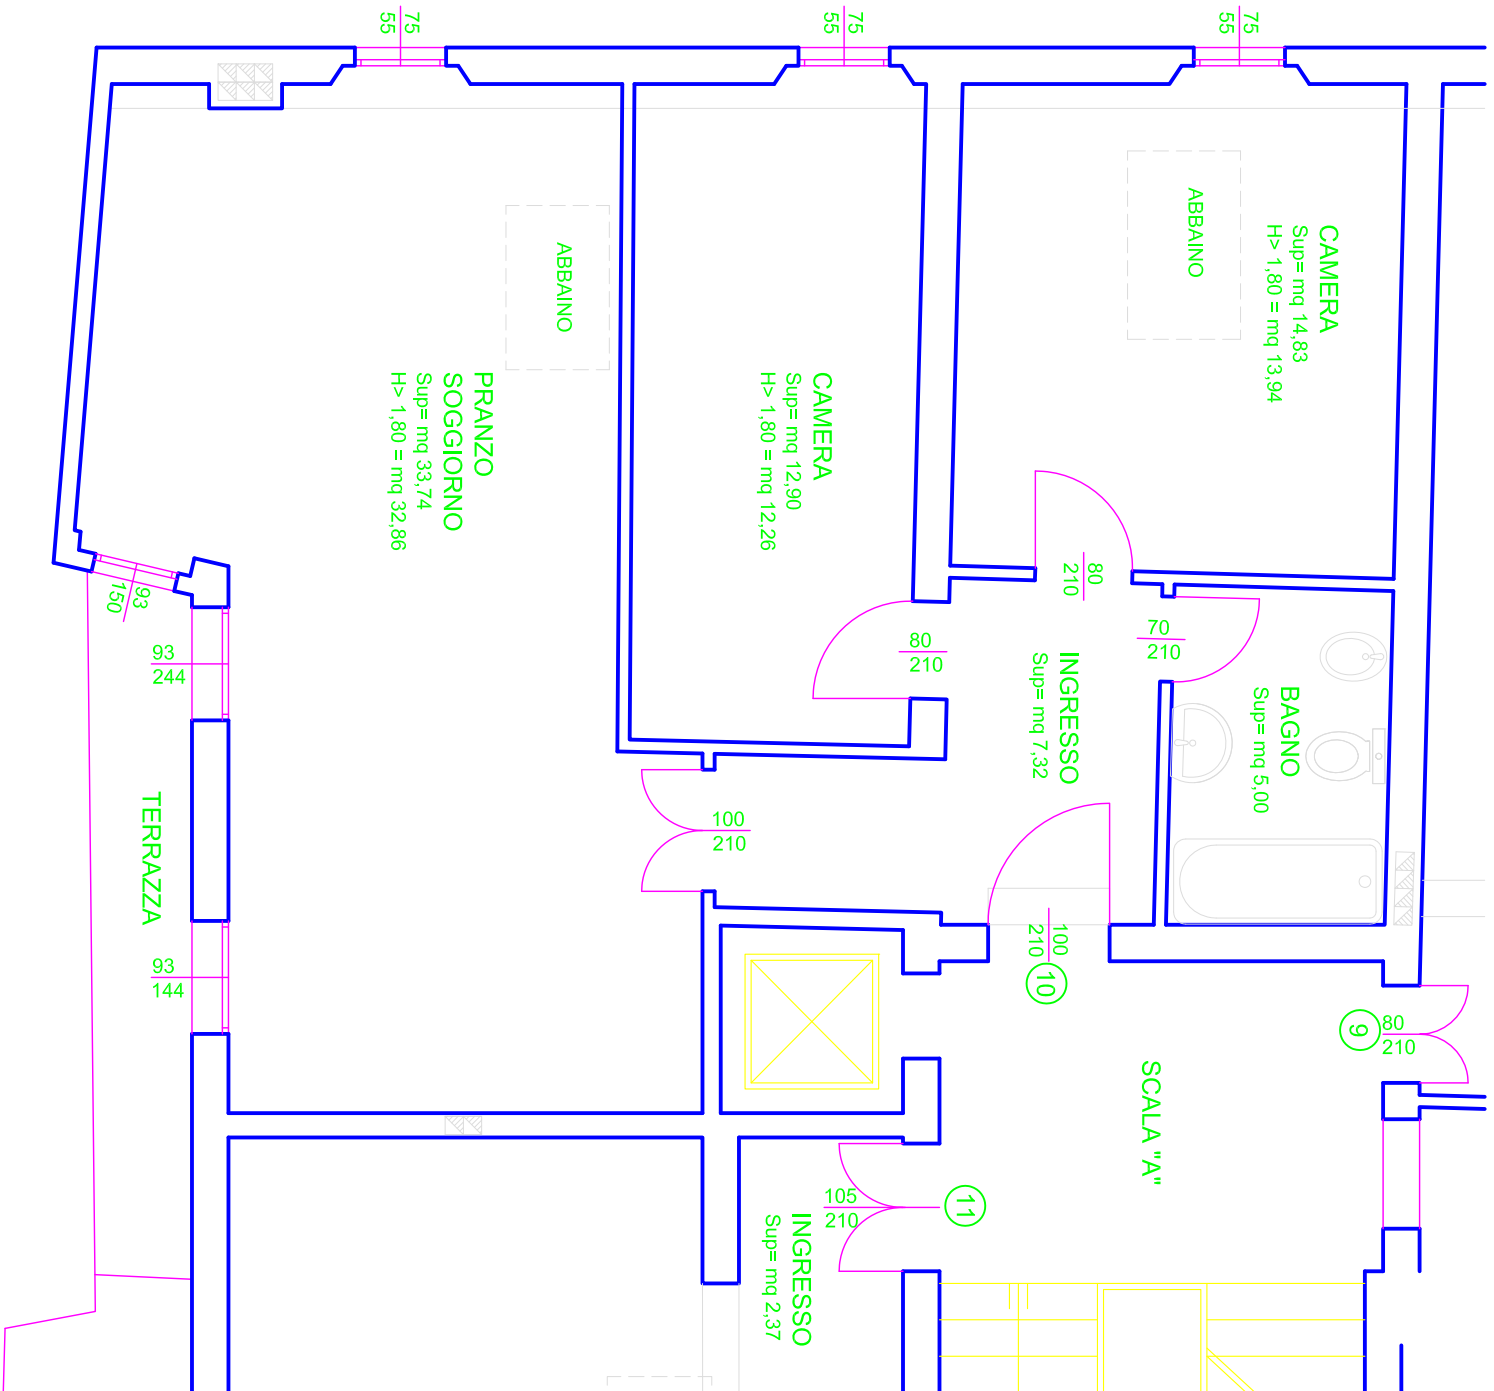 75
55
75
55
75
55
ABBAINO
CAMERA
Sup= mq 14,83
H> 1,80 = mq 13,94
ABBAINO
PRANZO
SOGGIORNO
Sup= mq 33,74
H> 1,80 = mq 32,86
CAMERA
Sup= mq 12,90
H> 1,80 = mq 12,26
80
210
93
150
93
244
80
210
70
210
INGRESSO
Sup= mq 7,32
BAGNO
Sup= mq 5,00
TERRAZZA
100
210
93
144
100
210
10
9
80
210
SCALA "A"
105
210
11
INGRESSO
Sup= mq 2,37